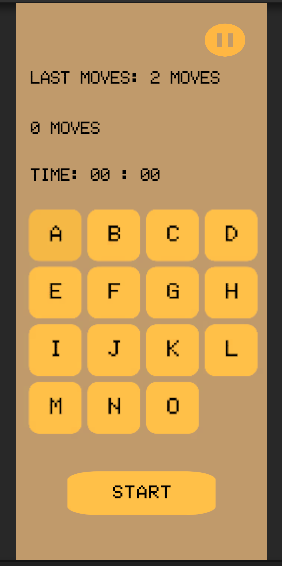 LAST MOVES: 2 MOVES
0 MOVES
TIME: 00 : 00
A B C D
E F G H
I J K L
M N O
START